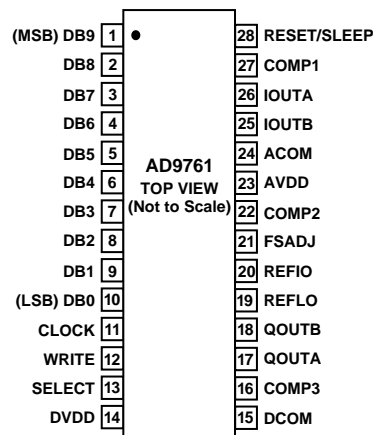 (MSB) DB9 1 28 RESET/SLEEP
DB8 2 27 COMP1
DB7 3 26 IOUTA
DB6 4 25 IOUTB
DB5 5 24 ACOM
DB4 6 23 AVDD
DB3 7 22 COMP2
DB2 8 21 FSADJ
DB1 9 20 REFIO
(LSB) DB0 10 19 REFLO
CLOCK 11 18 QOUTB
WRITE 12 17 QOUTA
SELECT 13 16 COMP3
DVDD 14 15 DCOM
AD9761
TOP VIEW
(Not to Scale)